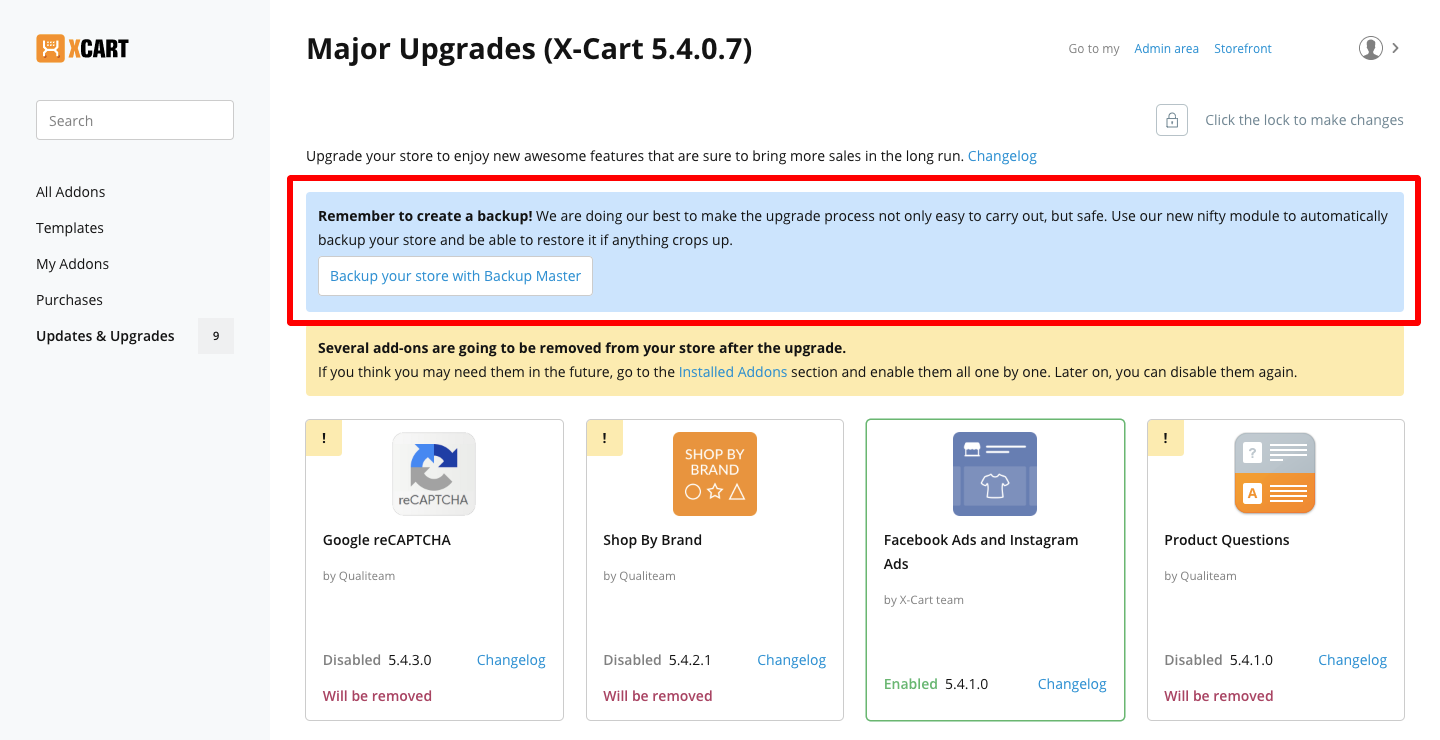 XCART
Major Upgrades (X-Cart 5.4.0.7)
Go to my Admin area Storefront
Search
Click the lock to make changes
Upgrade your store to enjoy new awesome features that are sure to bring more sales in the long run. Changelog
All Addons
Templates
My Addons
Purchases
Updates & Upgrades 9
Remember to create a backup! We are doing our best to make the upgrade process not only easy to carry out, but safe. Use our new nifty module to automatically
backup your store and be able to restore it if anything crops up.
Backup your store with Backup Master
Several add-ons are going to be removed from your store after the upgrade.
If you think you may need them in the future, go to the Installed Addons section and enable them all one by one. Later on, you can disable them again.
!
reCAPTCHA
Google reCAPTCHA
by Qualiteam
Disabled 5.4.3.0 Changelog
Will be removed
!
SHOP BY
BRAND
Shop By Brand
by Qualiteam
Disabled 5.4.2.1 Changelog
Will be removed
Facebook Ads and Instagram
Ads
by X-Cart team
Enabled 5.4.1.0 Changelog
!
?
A
Product Questions
by Qualiteam
Disabled 5.4.1.0 Changelog
Will be removed